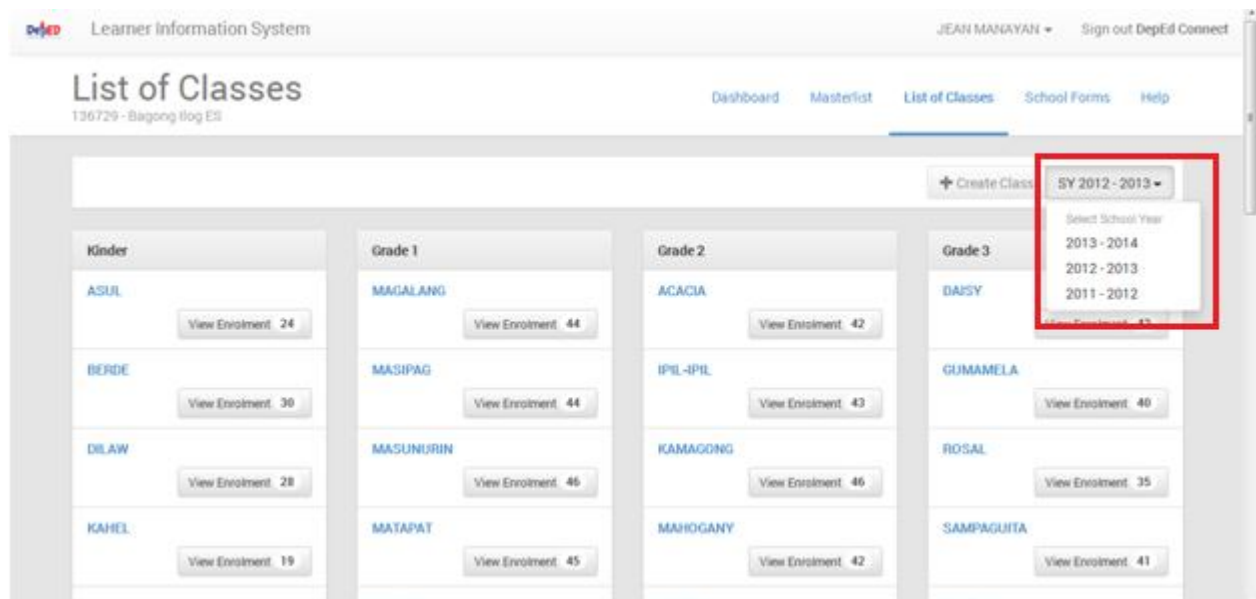 DepED Learner Information System JEAN MANAYAN Sign out DepEd Connect
List of Classes
136729 - Bagong Ilog ES
Dashboard Masterlist List of Classes School Forms Help
+ Create Class SY 2012 - 2013
Select School Year
2013 - 2014
2012 - 2013
2011 - 2012
Kinder Grade 1 Grade 2 Grade 3
ASUL MAGALANG ACACIA DAISY
View Enrolment 24 View Enrolment 44 View Enrolment 42 View Enrolment
BERDE MASIPAG IPIL-IPIL GUMAMELA
View Enrolment 30 View Enrolment 44 View Enrolment 43 View Enrolment 40
DILAW MASUNURIN KAMAGONG ROSAL
View Enrolment 28 View Enrolment 46 View Enrolment 46 View Enrolment 35
KAHEL MATAPAT MAHOGANY SAMPAGUITA
View Enrolment 19 View Enrolment 45 View Enrolment 42 View Enrolment 41